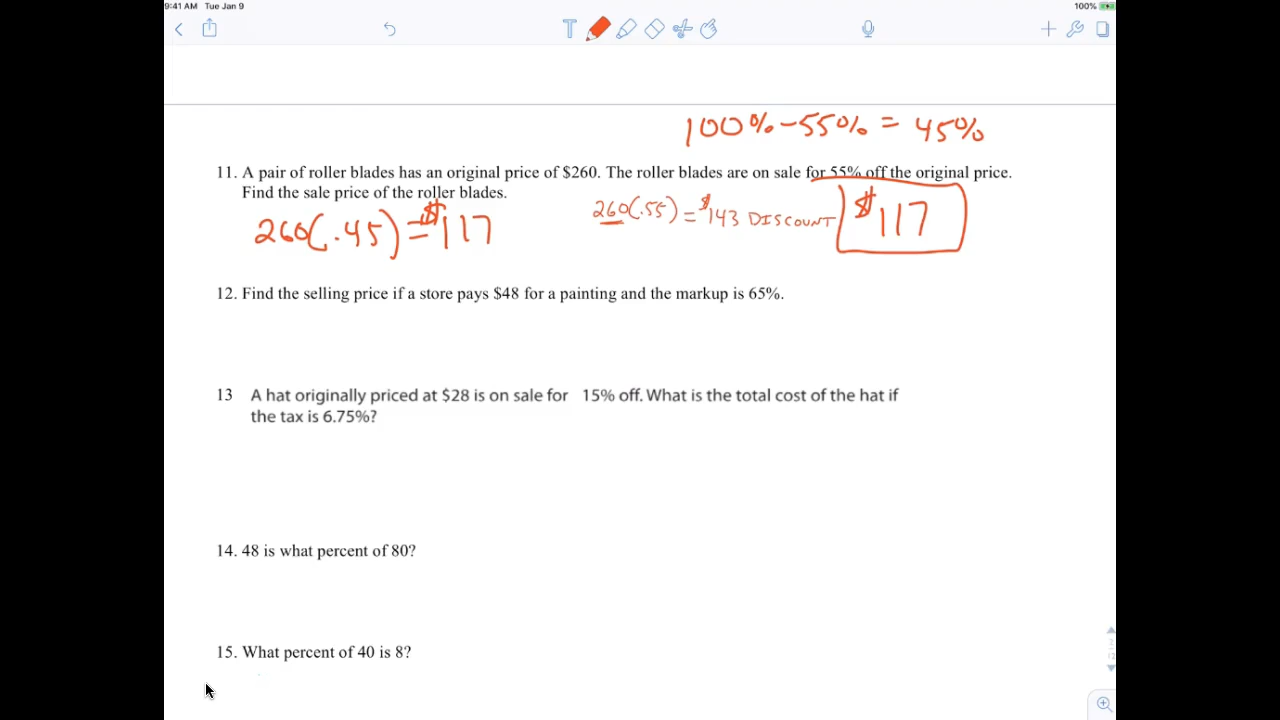 9:41 AM Tue Jan 9
100%
T
100% - 55% = 45%
11. A pair of roller blades has an original price of $260. The roller blades are on sale for 55% off the original price.
Find the sale price of the roller blades.
260(.55) = $143 DISCOUNT
$117
260(.45) = $117
12. Find the selling price if a store pays $48 for a painting and the markup is 65%.
13 A hat originally priced at $28 is on sale for 15% off. What is the total cost of the hat if
the tax is 6.75%?
14. 48 is what percent of 80?
15. What percent of 40 is 8?